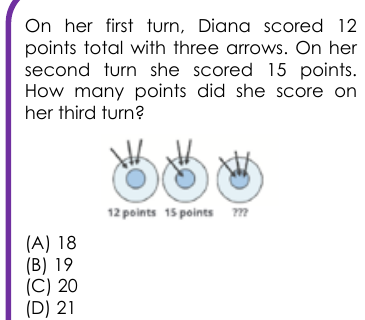 On her first turn, Diana scored 12
points total with three arrows. On her
second turn she scored 15 points.
How many points did she score on
her third turn?
12 points 15 points ???
(A) 18
(B) 19
(C) 20
(D) 21